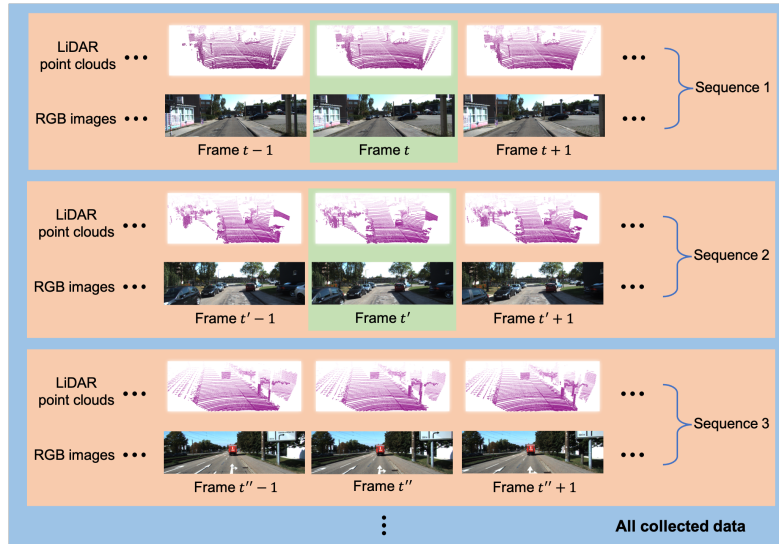 LiDAR
point clouds
•••
•••
Sequence 1
RGB images
•••
•••
Frame t − 1
Frame t
Frame t + 1
LiDAR
point clouds
•••
•••
Sequence 2
RGB images
•••
•••
Frame t′ − 1
Frame t′
Frame t′ + 1
LiDAR
point clouds
•••
•••
Sequence 3
RGB images
•••
•••
Frame t′′ − 1
Frame t′′
Frame t′′ + 1
⋮
All collected data